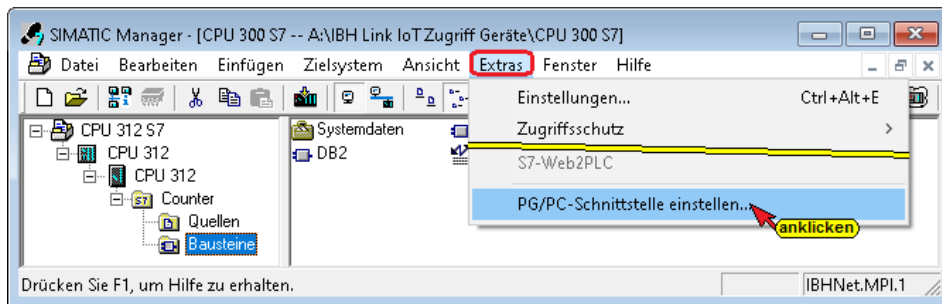 SIMATIC Manager - [CPU 300 S7 -- A:\IBH Link IoT Zugriff Geräte\CPU 300 S7]
Datei Bearbeiten Einfügen Zielsystem Ansicht Extras Fenster Hilfe
Einstellungen... Ctrl+Alt+E
CPU 312 S7 Systemdaten Zugriffsschutz
CPU 312 DB2
S7-Web2PLC
CPU 312
S7 Counter PG/PC-Schnittstelle einstellen...
Quellen anklicken
Bausteine
Drücken Sie F1, um Hilfe zu erhalten. IBHNet.MPI.1